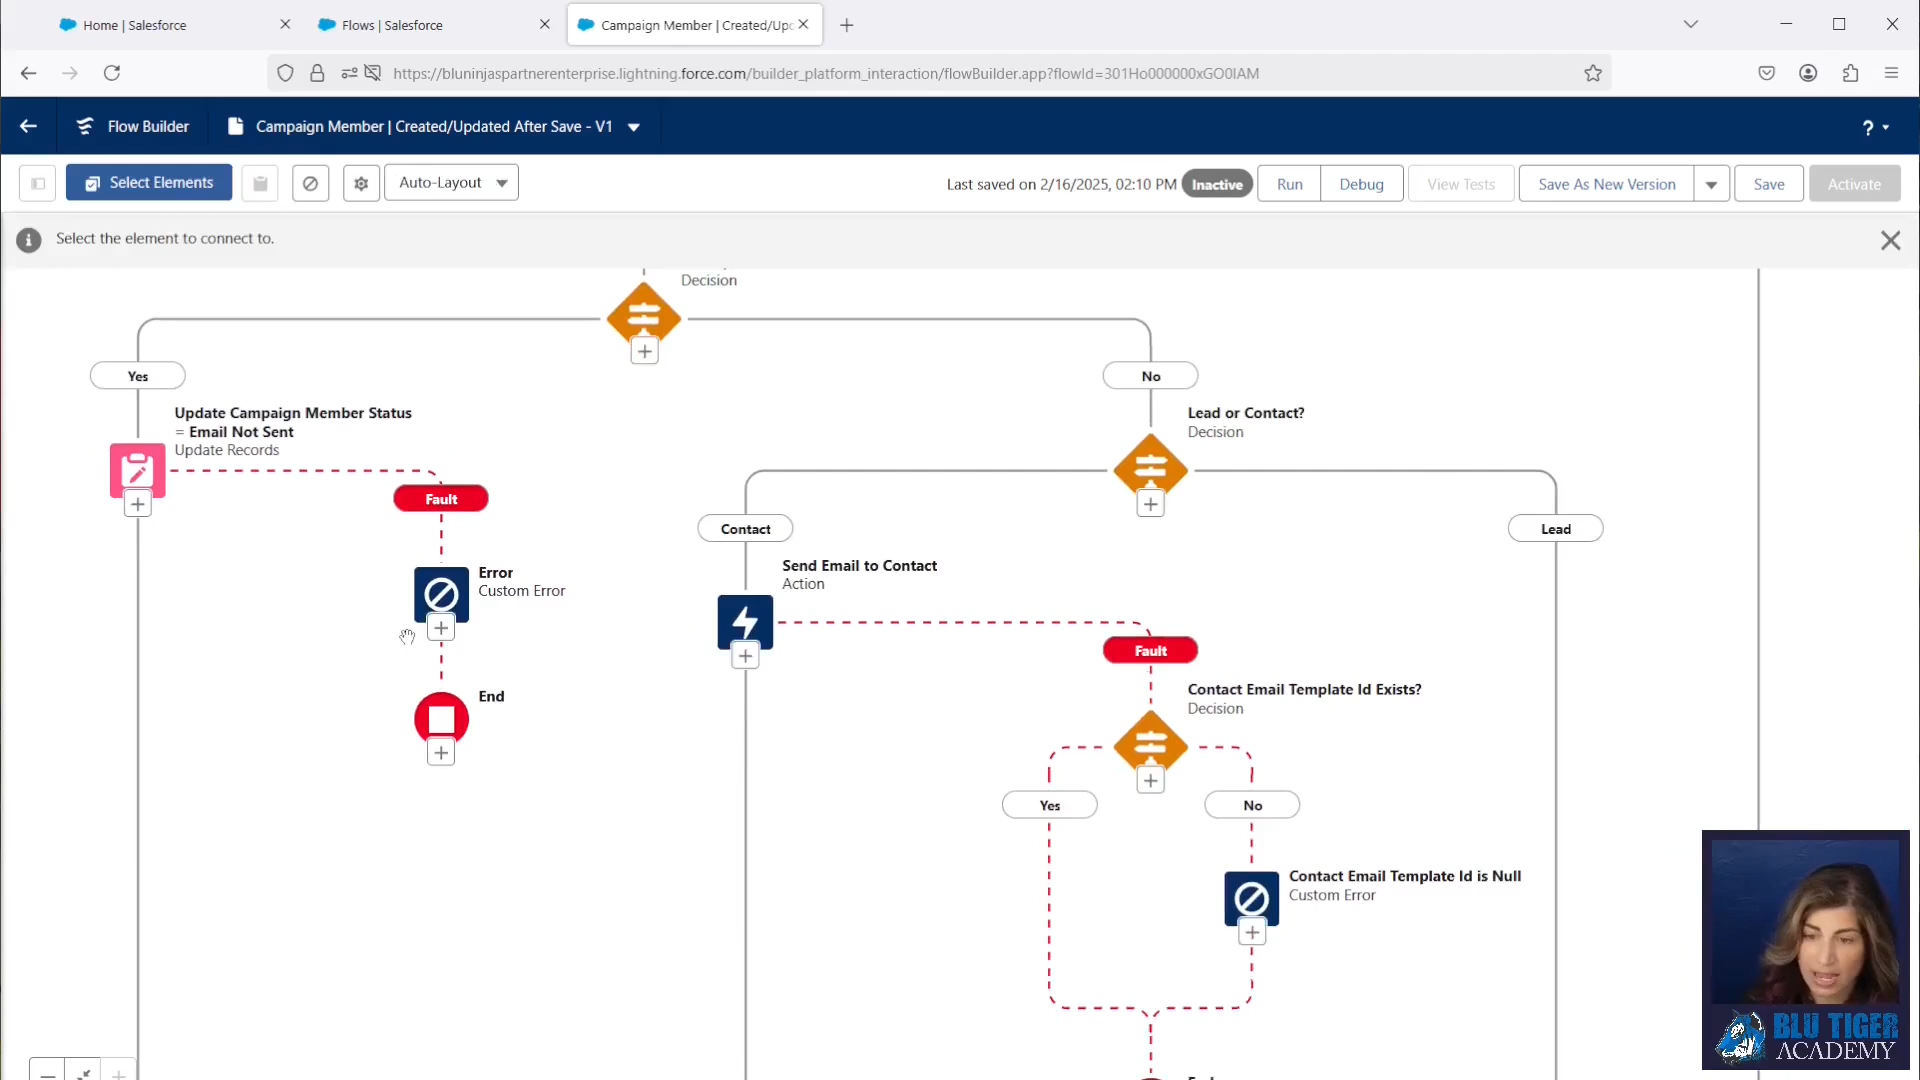 Home | Salesforce
Flows | Salesforce
Campaign Member | Created/Upd
https://bluninjaspartnerenterprise.lightning.force.com/builder_platform_interaction/flowBuilder.app?flowId=301Ho000000xGO0IAM
Flow Builder
Campaign Member | Created/Updated After Save - V1
?
Select Elements
Auto-Layout
Last saved on 2/16/2025, 02:10 PM
Inactive
Run
Debug
View Tests
Save As New Version
Save
Activate
Select the element to connect to.
Decision
Yes
No
Update Campaign Member Status
= Email Not Sent
Update Records
Lead or Contact?
Decision
Fault
Contact
Lead
Error
Custom Error
Send Email to Contact
Action
Fault
End
Contact Email Template Id Exists?
Decision
Yes
No
Contact Email Template Id is Null
Custom Error
BLU TIGER
ACADEMY